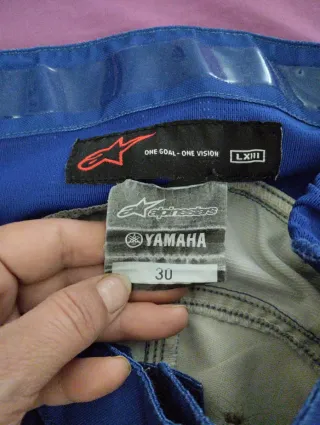 ONE GOAL - ONE VISION
LXIII
alpinestars
YAMAHA
30